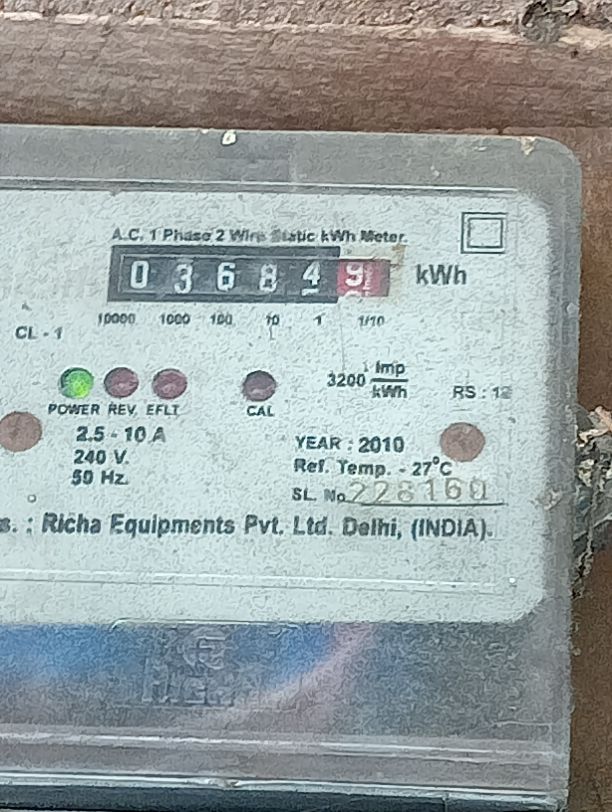 A.C. 1 Phase 2 Wire Static kWh Meter.
0 3 6 8 4 9 kWh
10000 1000 100 10 1 1/10
CL - 1
3200 Imp/kWh
RS : 12
POWER REV. EFLT CAL
2.5 - 10 A
240 V.
50 Hz.
YEAR : 2010
Ref. Temp. - 27°C
SL. No. 228160
s. : Richa Equipments Pvt. Ltd. Delhi, (INDIA).